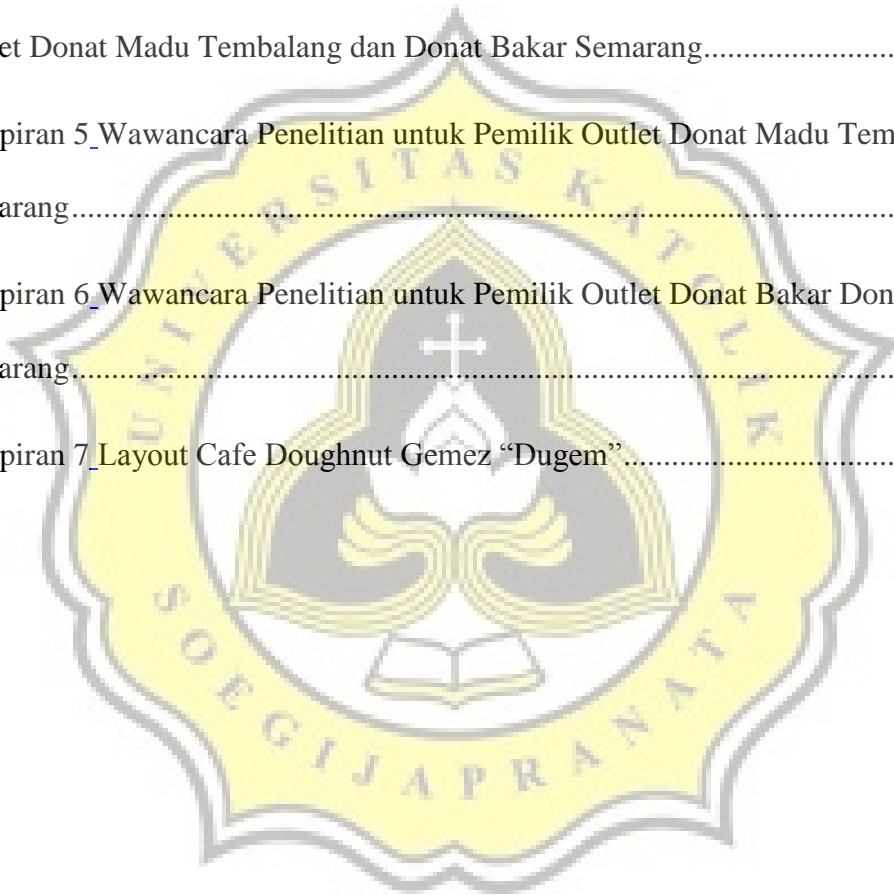 et Donat Madu Tembalang dan Donat Bakar Semarang........................
piran 5 Wawancara Penelitian untuk Pemilik Outlet Donat Madu Tem
arang........................................................................................................
piran 6 Wawancara Penelitian untuk Pemilik Outlet Donat Bakar Don
arang........................................................................................................
piran 7 Layout Cafe Doughnut Gemez “Dugem”..................................
UNIVERSITAS KATOLIK
SOEGIJAPRANATA